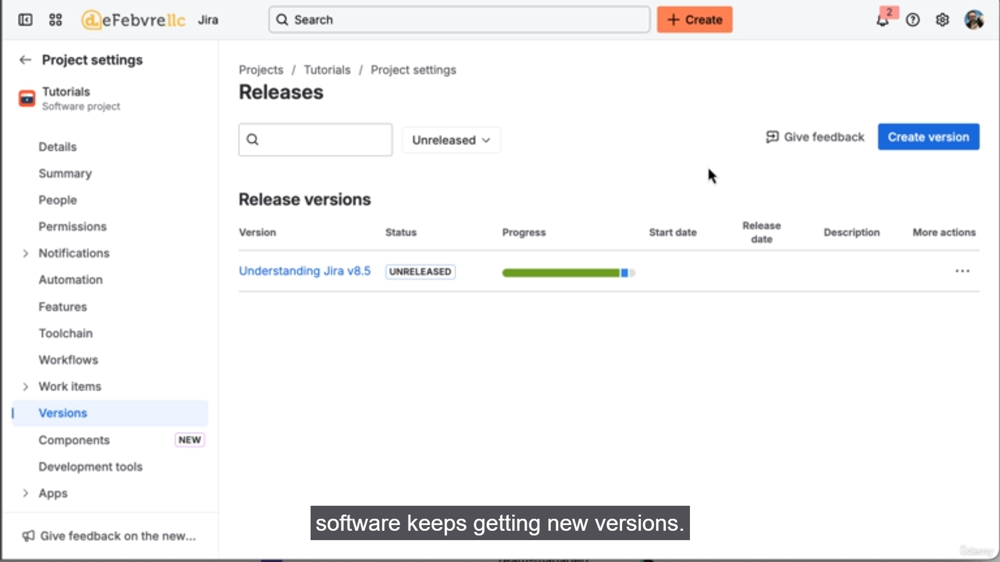 deFebvrellc Jira
Search
+ Create
2
Project settings
Tutorials
Software project
Details
Summary
People
Permissions
Notifications
Automation
Features
Toolchain
Workflows
Work items
Versions
Components NEW
Development tools
Apps
Give feedback on the new...
Projects / Tutorials / Project settings
Releases
Unreleased
Give feedback
Create version
Release versions
Version Status Progress Start date Release date Description More actions
Understanding Jira v8.5 UNRELEASED
software keeps getting new versions.
ûdemy